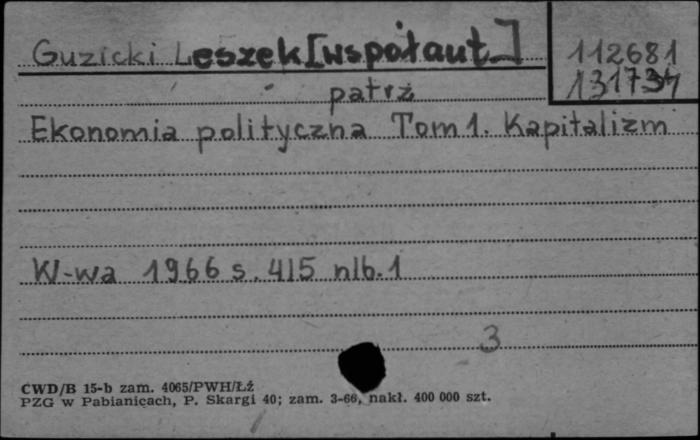 Guzicki Leszek [współaut.]
112681
131734
patrz
Ekonomia polityczna Tom 1. Kapitalizm
W-wa 1966 s. 415 nlb. 1
3
CWD/B 15-b zam. 4065/PWH/Łź
PZG w Pabianicach, P. Skargi 40; zam. 3-66, nakł. 400 000 szt.